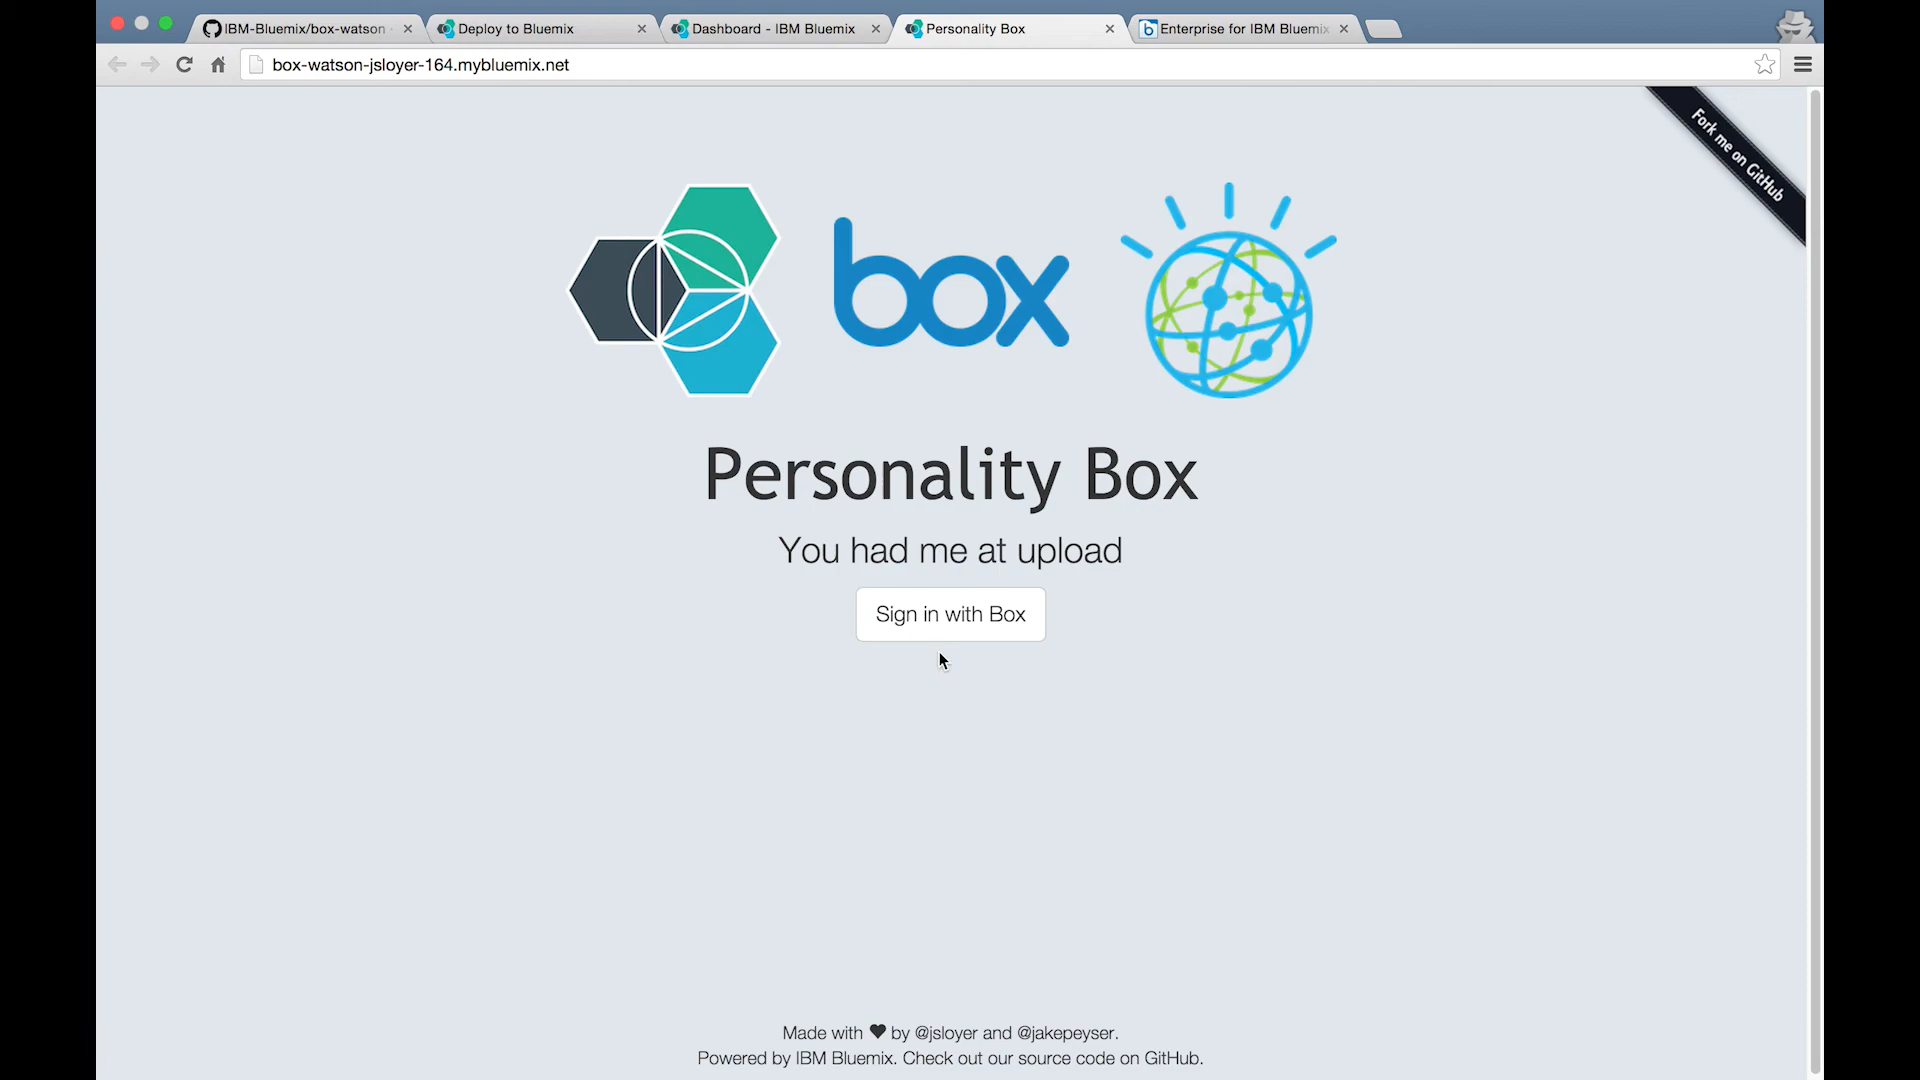 IBM-Bluemix/box-watson
Deploy to Bluemix
Dashboard - IBM Bluemix
Personality Box
Enterprise for IBM Bluemix
box-watson-jsloyer-164.mybluemix.net
Fork me on GitHub
box
Personality Box
You had me at upload
Sign in with Box
Made with ♥ by @jsloyer and @jakepeyser.
Powered by IBM Bluemix. Check out our source code on GitHub.